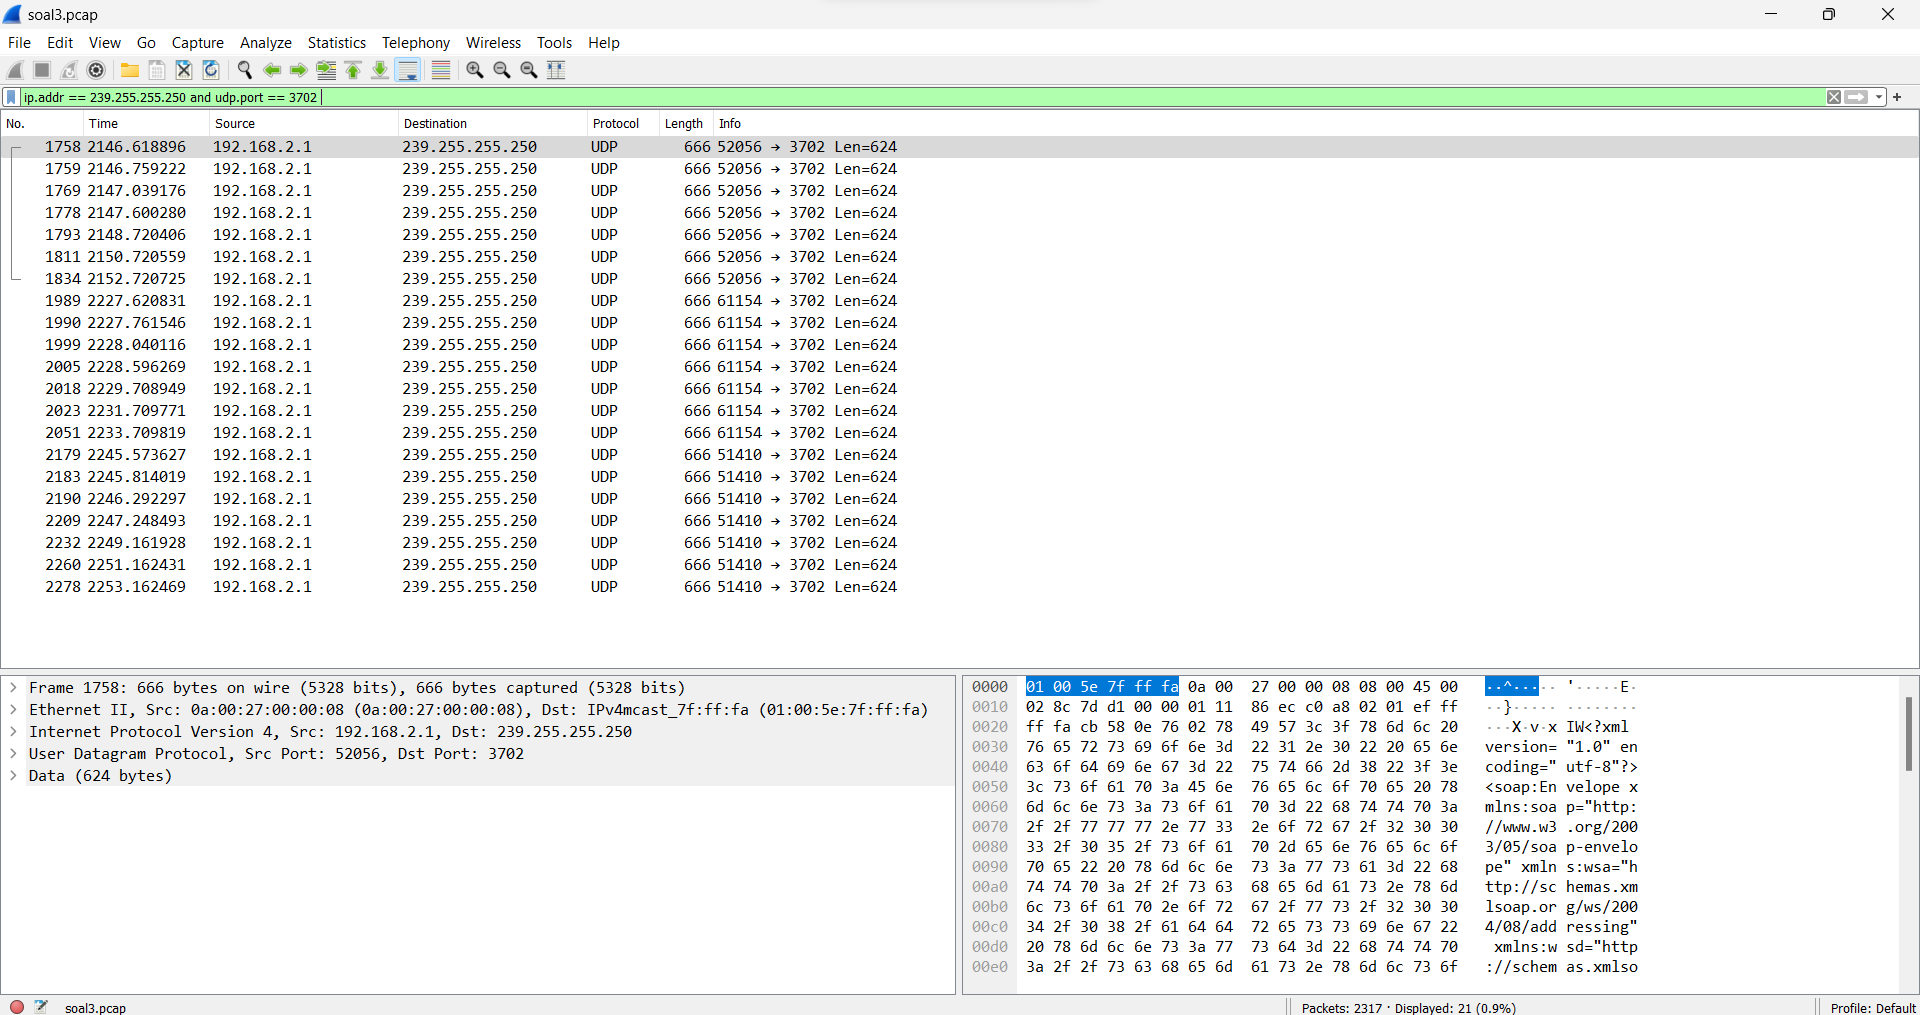 soal3.pcap
File Edit View Go Capture Analyze Statistics Telephony Wireless Tools Help
ip.addr == 239.255.255.250 and udp.port == 3702
No. Time Source Destination Protocol Length Info
1758 2146.618896 192.168.2.1 239.255.255.250 UDP 666 52056 → 3702 Len=624
1759 2146.759222 192.168.2.1 239.255.255.250 UDP 666 52056 → 3702 Len=624
1769 2147.039176 192.168.2.1 239.255.255.250 UDP 666 52056 → 3702 Len=624
1778 2147.600280 192.168.2.1 239.255.255.250 UDP 666 52056 → 3702 Len=624
1793 2148.720406 192.168.2.1 239.255.255.250 UDP 666 52056 → 3702 Len=624
1811 2150.720559 192.168.2.1 239.255.255.250 UDP 666 52056 → 3702 Len=624
1834 2152.720725 192.168.2.1 239.255.255.250 UDP 666 52056 → 3702 Len=624
1989 2227.620831 192.168.2.1 239.255.255.250 UDP 666 61154 → 3702 Len=624
1990 2227.761546 192.168.2.1 239.255.255.250 UDP 666 61154 → 3702 Len=624
1999 2228.040116 192.168.2.1 239.255.255.250 UDP 666 61154 → 3702 Len=624
2005 2228.596269 192.168.2.1 239.255.255.250 UDP 666 61154 → 3702 Len=624
2018 2229.708949 192.168.2.1 239.255.255.250 UDP 666 61154 → 3702 Len=624
2023 2231.709771 192.168.2.1 239.255.255.250 UDP 666 61154 → 3702 Len=624
2051 2233.709819 192.168.2.1 239.255.255.250 UDP 666 61154 → 3702 Len=624
2179 2245.573627 192.168.2.1 239.255.255.250 UDP 666 51410 → 3702 Len=624
2183 2245.814019 192.168.2.1 239.255.255.250 UDP 666 51410 → 3702 Len=624
2190 2246.292297 192.168.2.1 239.255.255.250 UDP 666 51410 → 3702 Len=624
2209 2247.248493 192.168.2.1 239.255.255.250 UDP 666 51410 → 3702 Len=624
2232 2249.161928 192.168.2.1 239.255.255.250 UDP 666 51410 → 3702 Len=624
2260 2251.162431 192.168.2.1 239.255.255.250 UDP 666 51410 → 3702 Len=624
2278 2253.162469 192.168.2.1 239.255.255.250 UDP 666 51410 → 3702 Len=624
Frame 1758: 666 bytes on wire (5328 bits), 666 bytes captured (5328 bits)
Ethernet II, Src: 0a:00:27:00:00:08 (0a:00:27:00:00:08), Dst: IPv4mcast_7f:ff:fa (01:00:5e:7f:ff:fa)
Internet Protocol Version 4, Src: 192.168.2.1, Dst: 239.255.255.250
User Datagram Protocol, Src Port: 52056, Dst Port: 3702
Data (624 bytes)
0000 01 00 5e 7f ff fa 0a 00 27 00 00 08 08 00 45 00 ··^····· '·····E·
0010 02 8c 7d d1 00 00 01 11 86 ec c0 a8 02 01 ef ff ··}····· ········
0020 ff fa cb 58 0e 76 02 78 49 57 3c 3f 78 6d 6c 20 ···X·v·x IW<?xml
0030 76 65 72 73 69 6f 6e 3d 22 31 2e 30 22 20 65 6e version= "1.0" en
0040 63 6f 64 69 6e 67 3d 22 75 74 66 2d 38 22 3f 3e coding=" utf-8"?>
0050 3c 73 6f 61 70 3a 45 6e 76 65 6c 6f 70 65 20 78 <soap:En velope x
0060 6d 6c 6e 73 3a 73 6f 61 70 3d 22 68 74 74 70 3a mlns:soa p="http:
0070 2f 2f 77 77 77 2e 77 33 2e 6f 72 67 2f 32 30 30 //www.w3 .org/200
0080 33 2f 30 35 2f 73 6f 61 70 2d 65 6e 76 65 6c 6f 3/05/soa p-envelo
0090 70 65 22 20 78 6d 6c 6e 73 3a 77 73 61 3d 22 68 pe" xmln s:wsa="h
00a0 74 74 70 3a 2f 2f 73 63 68 65 6d 61 73 2e 78 6d ttp://sc hemas.xm
00b0 6c 73 6f 61 70 2e 6f 72 67 2f 77 73 2f 32 30 30 lsoap.or g/ws/200
00c0 34 2f 30 38 2f 61 64 64 72 65 73 73 69 6e 67 22 4/08/add ressing"
00d0 20 78 6d 6c 6e 73 3a 77 73 64 3d 22 68 74 74 70 xmlns:w sd="http
00e0 3a 2f 2f 73 63 68 65 6d 61 73 2e 78 6d 6c 73 6f ://schem as.xmlso
soal3.pcap Packets: 2317 · Displayed: 21 (0.9%) Profile: Default